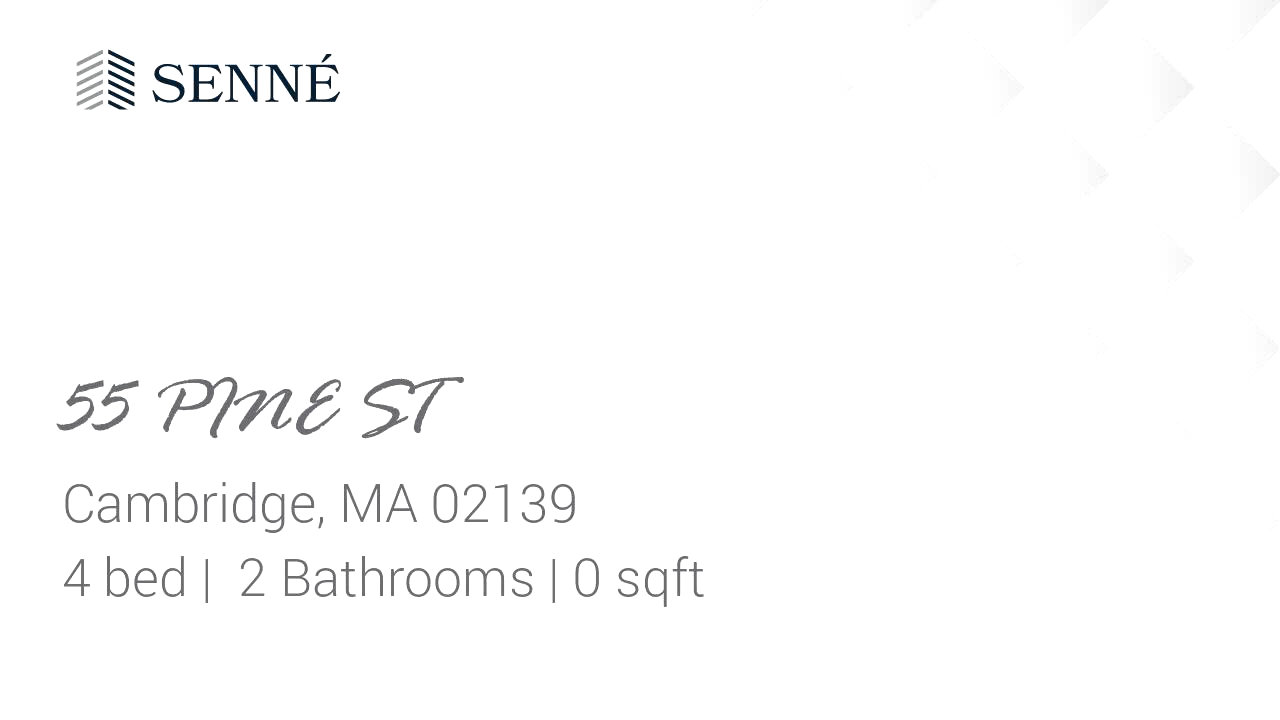 SENNÉ
55 PINE ST
Cambridge, MA 02139
4 bed |  2 Bathrooms | 0 sqft